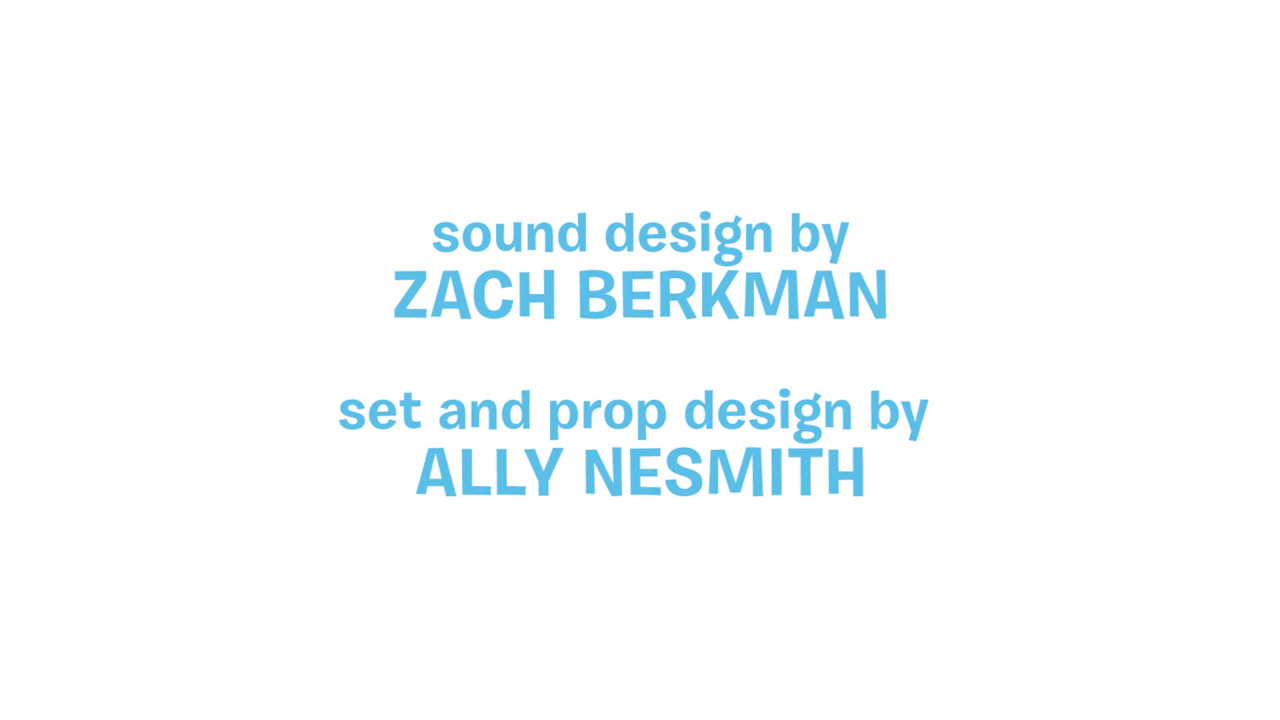 sound design by
ZACH BERKMAN
set and prop design by
ALLY NESMITH